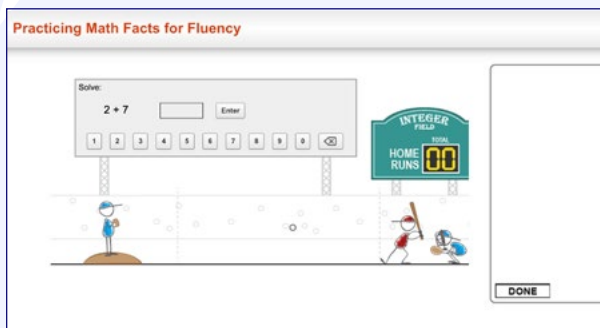 Practicing Math Facts for Fluency
Solve:
2 + 7
Enter
1 2 3 4 5 6 7 8 9 0
INTEGER
FIELD
TOTAL
HOME
RUNS
00
DONE